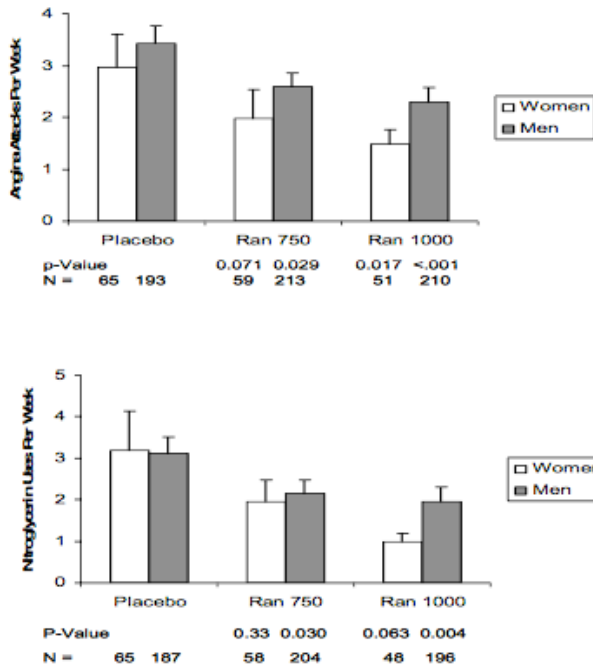 Angina Attacks Per Week
4
3
2
1
0
Women
Men
Placebo Ran 750 Ran 1000
p-Value 0.071 0.029 0.017 <.001
N = 65 193 59 213 51 210
Nitroglycerin Uses Per Week
5
4
3
2
1
0
Women
Men
Placebo Ran 750 Ran 1000
P-Value 0.33 0.030 0.063 0.004
N = 65 187 58 204 48 196